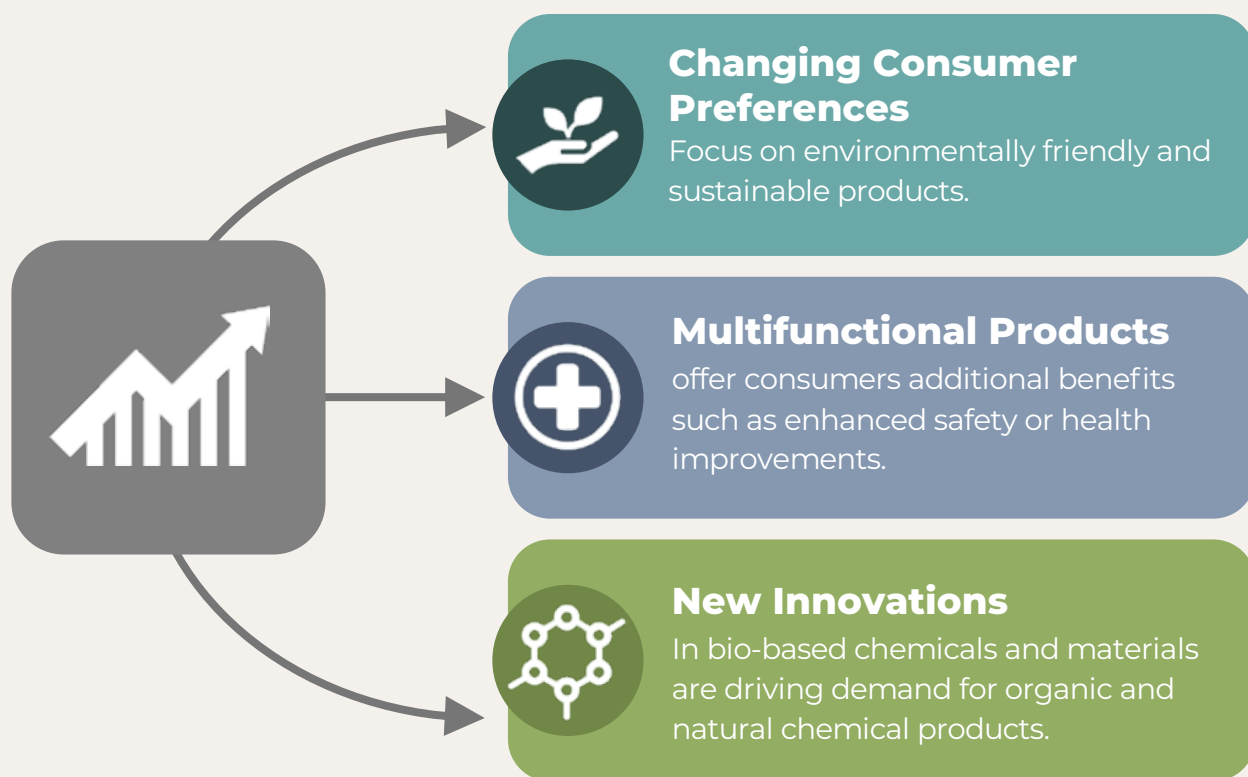 Changing Consumer
Preferences
Focus on environmentally friendly and
sustainable products.
Multifunctional Products
offer consumers additional benefits
such as enhanced safety or health
improvements.
New Innovations
In bio-based chemicals and materials
are driving demand for organic and
natural chemical products.